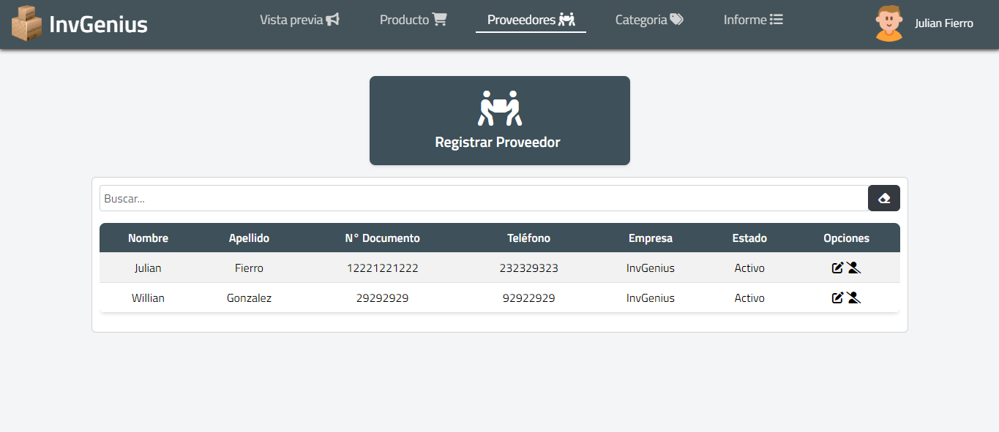 InvGenius
Vista previa
Producto
Proveedores
Categoria
Informe
Julian Fierro
Registrar Proveedor
Buscar...
Nombre Apellido N° Documento Teléfono Empresa Estado Opciones
Julian Fierro 12221221222 232329323 InvGenius Activo
Willian Gonzalez 29292929 92922929 InvGenius Activo